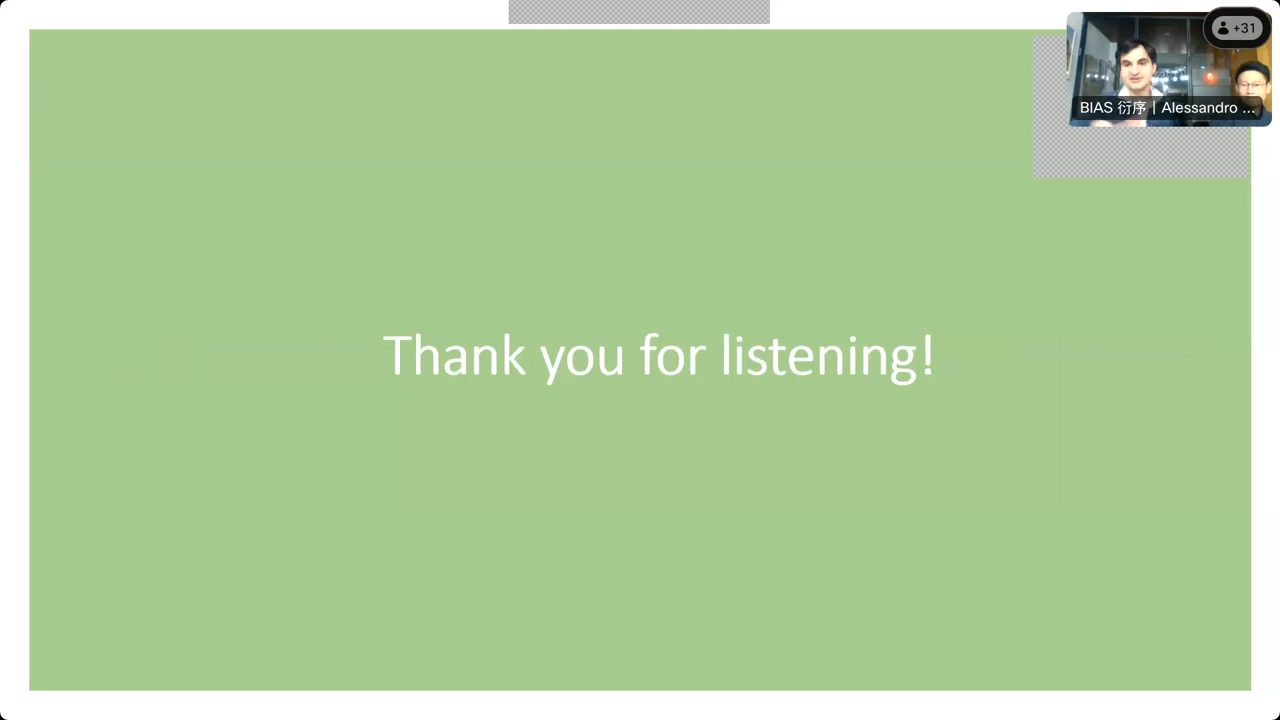 +31
BIAS 衍序｜Alessandro ...
Thank you for listening!